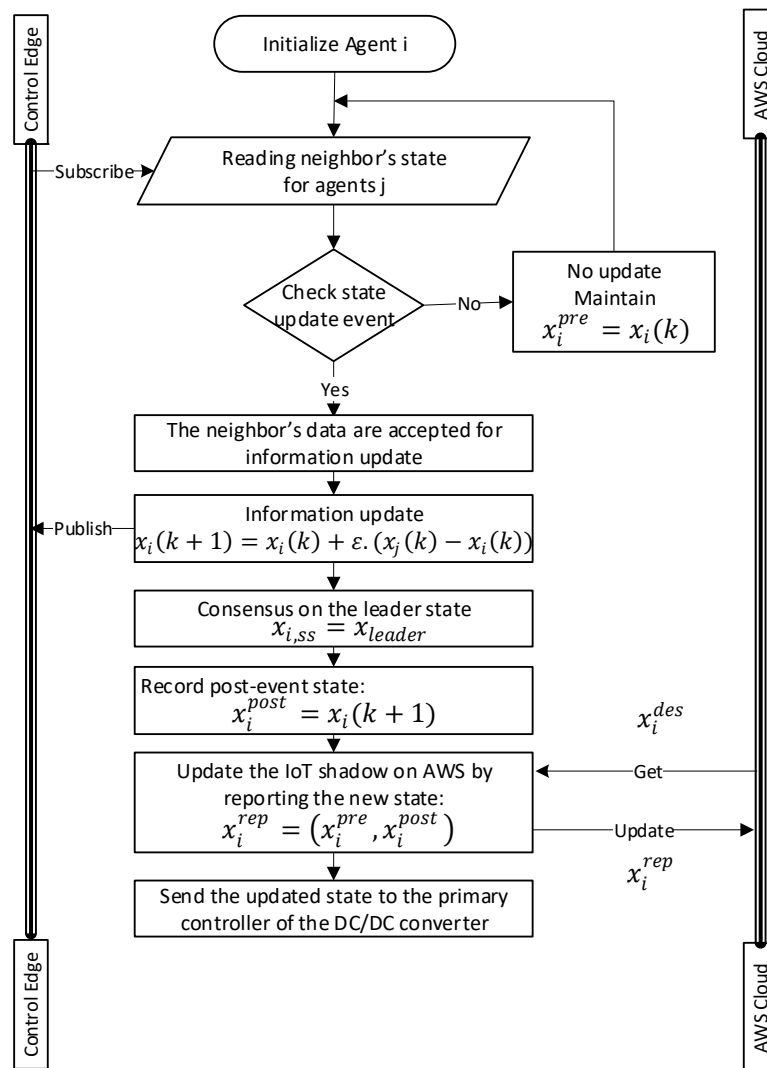 Control Edge
Initialize Agent i
AWS Cloud
Subscribe
Reading neighbor's state
for agents j
Check state
update event
No
No update
Maintain
x_i^{pre} = x_i(k)
Yes
The neighbor's data are accepted for
information update
Publish
Information update
x_i(k + 1) = x_i(k) + ε. (x_j(k) − x_i(k))
Consensus on the leader state
x_{i,ss} = x_{leader}
Record post-event state:
x_i^{post} = x_i(k + 1)
x_i^{des}
Get
Update the IoT shadow on AWS by
reporting the new state:
x_i^{rep} = (x_i^{pre}, x_i^{post})
Update
x_i^{rep}
Send the updated state to the primary
controller of the DC/DC converter
Control Edge
AWS Cloud